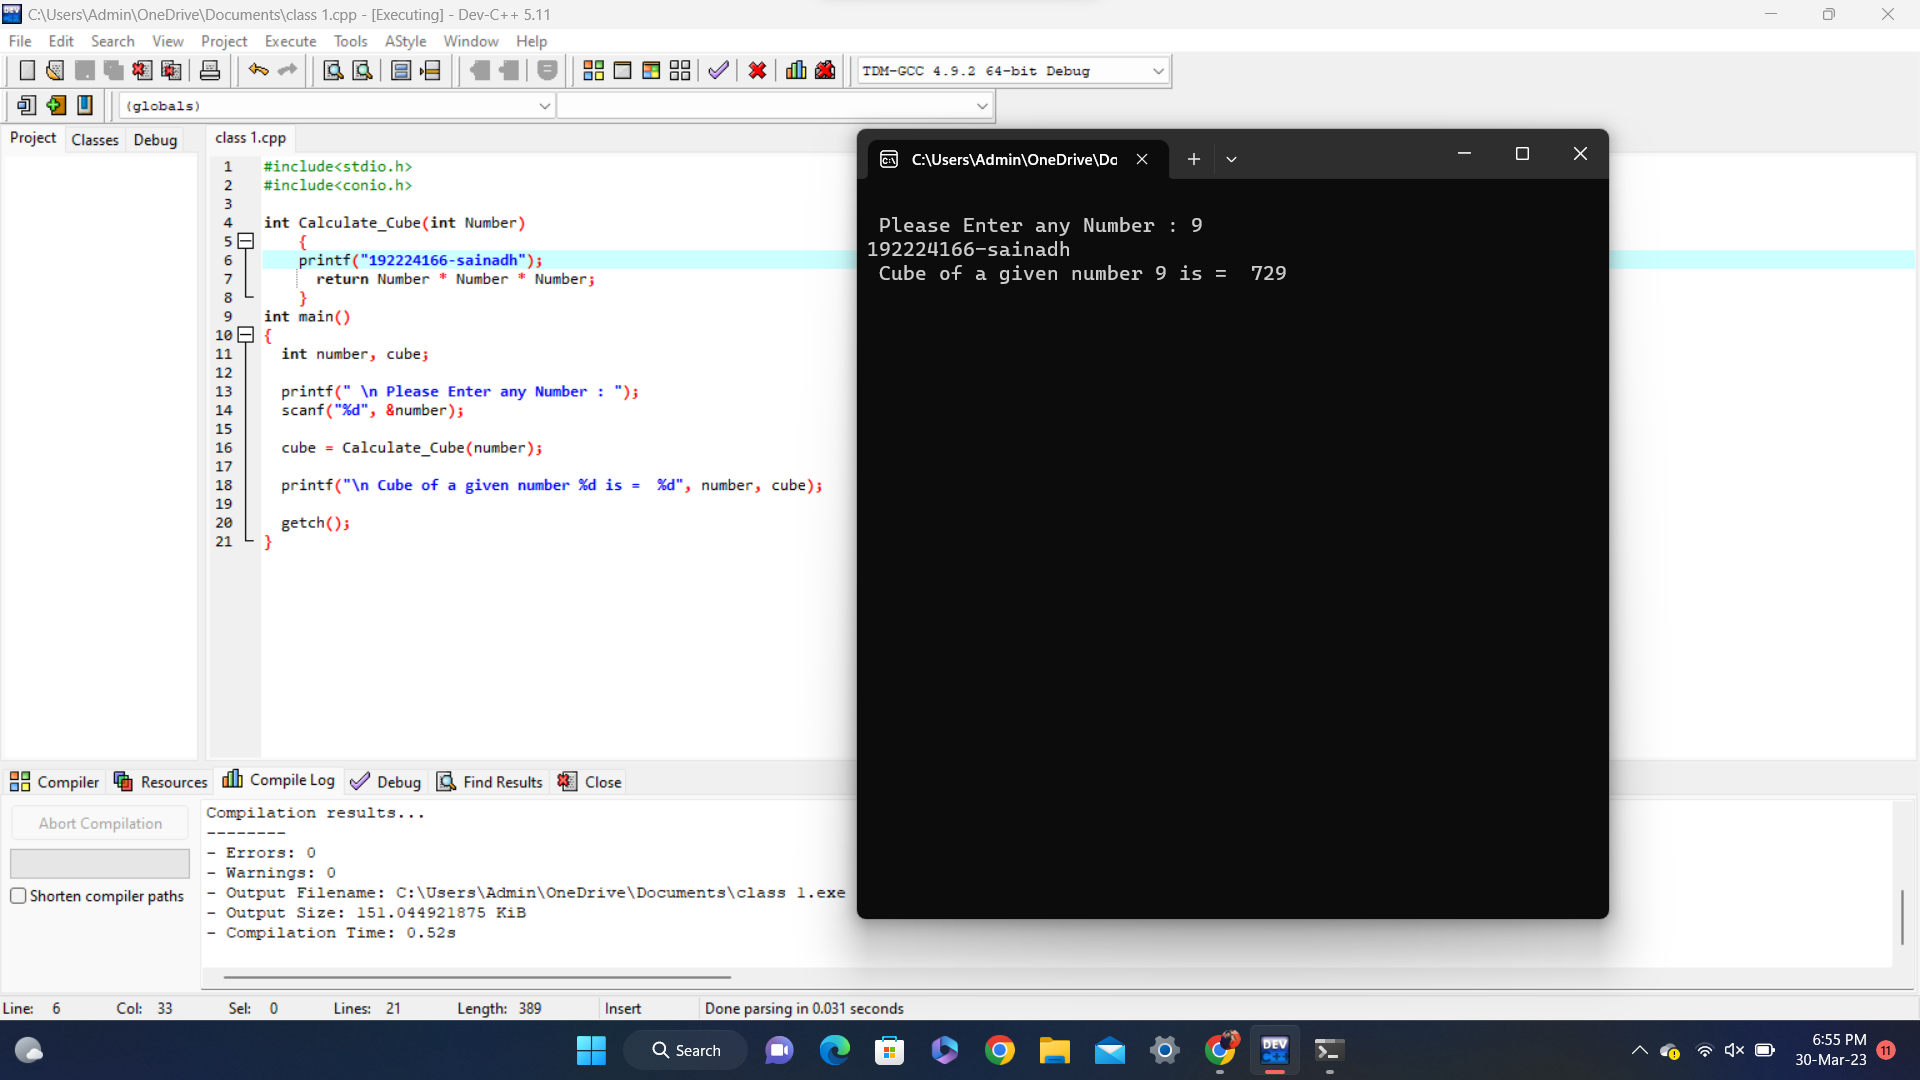 C:\Users\Admin\OneDrive\Documents\class 1.cpp - [Executing] - Dev-C++ 5.11
File Edit Search View Project Execute Tools AStyle Window Help
TDM-GCC 4.9.2 64-bit Debug
(globals)
Project Classes Debug
class 1.cpp
1 #include<stdio.h>
2 #include<conio.h>
3
4 int Calculate_Cube(int Number)
5 {
6 printf("192224166-sainadh");
7 return Number * Number * Number;
8 }
9 int main()
10 {
11 int number, cube;
12
13 printf(" \n Please Enter any Number : ");
14 scanf("%d", &number);
15
16 cube = Calculate_Cube(number);
17
18 printf("\n Cube of a given number %d is =  %d", number, cube);
19
20 getch();
21 }
C:\Users\Admin\OneDrive\Do
Please Enter any Number : 9
192224166-sainadh
Cube of a given number 9 is =  729
Compiler Resources Compile Log Debug Find Results Close
Abort Compilation
Shorten compiler paths
Compilation results...
--------
- Errors: 0
- Warnings: 0
- Output Filename: C:\Users\Admin\OneDrive\Documents\class 1.exe
- Output Size: 151.044921875 KiB
- Compilation Time: 0.52s
Line: 6 Col: 33 Sel: 0 Lines: 21 Length: 389 Insert Done parsing in 0.031 seconds
Search
DEV C++
6:55 PM
30-Mar-23
11